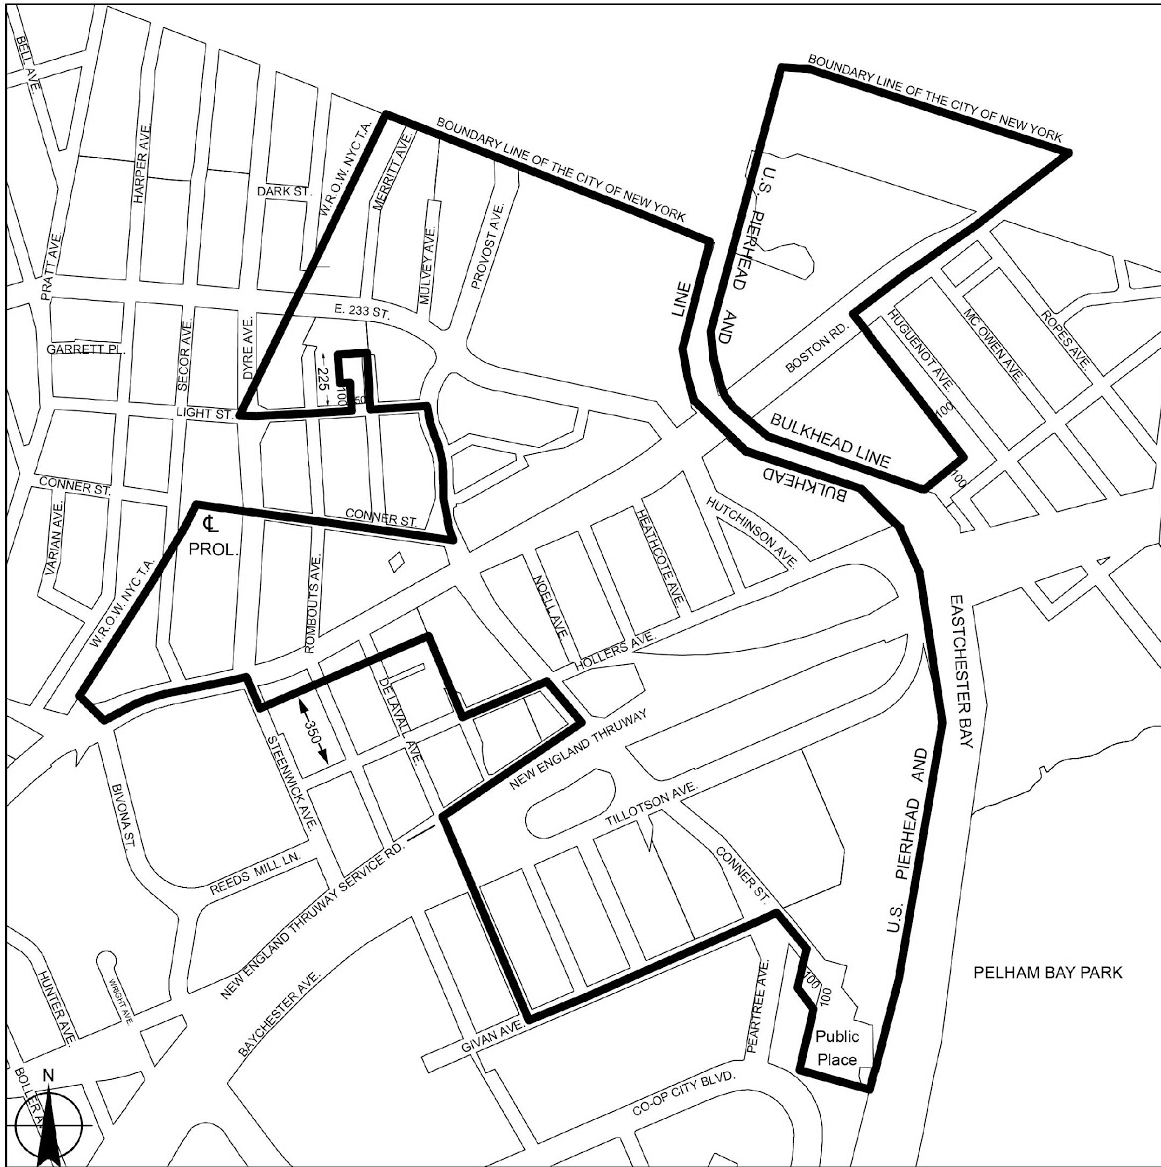 BELL AVE.
BOUNDARY LINE OF THE CITY OF NEW YORK
W.R.O.W. NYC T.A.
BOUNDARY LINE OF THE CITY OF NEW YORK
HARPER AVE.
MERRITT AVE.
DARK ST.
U.S. PIERHEAD AND
PRATT AVE.
MULVEY AVE.
PROVOST AVE.
LINE
E. 233 ST.
GARRETT PL.
SECOR AVE.
DYRE AVE.
BOSTON RD.
HUGUENOT AVE.
MC OWEN AVE.
ROPES AVE.
225
100
50
LIGHT ST.
100
BULKHEAD LINE
100
BULKHEAD
CONNER ST.
VARIAN AVE.
℄
PROL.
CONNER ST.
HEATHCOTE AVE.
HUTCHINSON AVE.
W.R.O.W. NYC T.A.
ROMBOUTS AVE.
NOELL AVE.
HOLLERS AVE.
EASTCHESTER BAY
DE LAVALL AVE.
350
STEENWICK AVE.
NEW ENGLAND THRUWAY
BIVONA ST.
TILLOTSON AVE.
U.S. PIERHEAD AND
REEDS MILL LN.
CONNER ST.
NEW ENGLAND THRUWAY SERVICE RD.
HUNTER AVE.
WRIGHT AVE.
BAYCHESTER AVE.
PEARTREE AVE.
100
100
PELHAM BAY PARK
GIVAN AVE.
Public
Place
CO-OP CITY BLVD.
N
BOLLER A